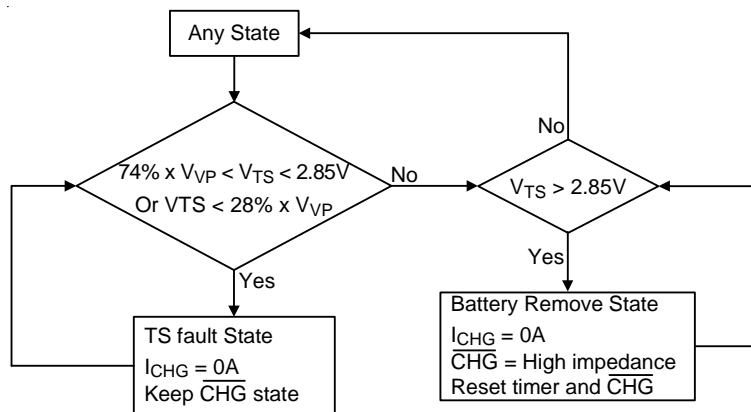 Any State
74% x VVP < VTS < 2.85V
Or VTS < 28% x VVP
No
No
VTS > 2.85V
Yes
Yes
TS fault State
ICHG = 0A
Keep CHG state
Battery Remove State
ICHG = 0A
CHG = High impedance
Reset timer and CHG